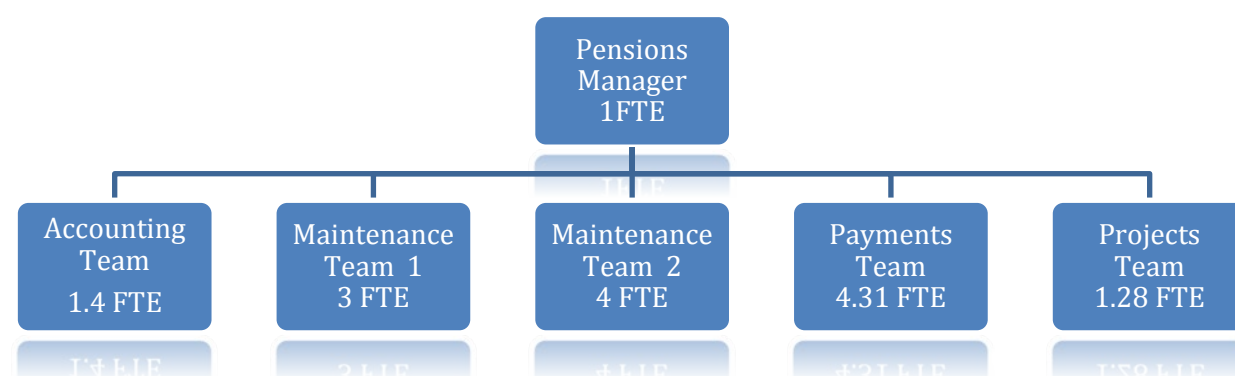 Pensions
Manager
1FTE
Accounting
Team
1.4 FTE
Maintenance
Team 1
3 FTE
Maintenance
Team 2
4 FTE
Payments
Team
4.31 FTE
Projects
Team
1.28 FTE